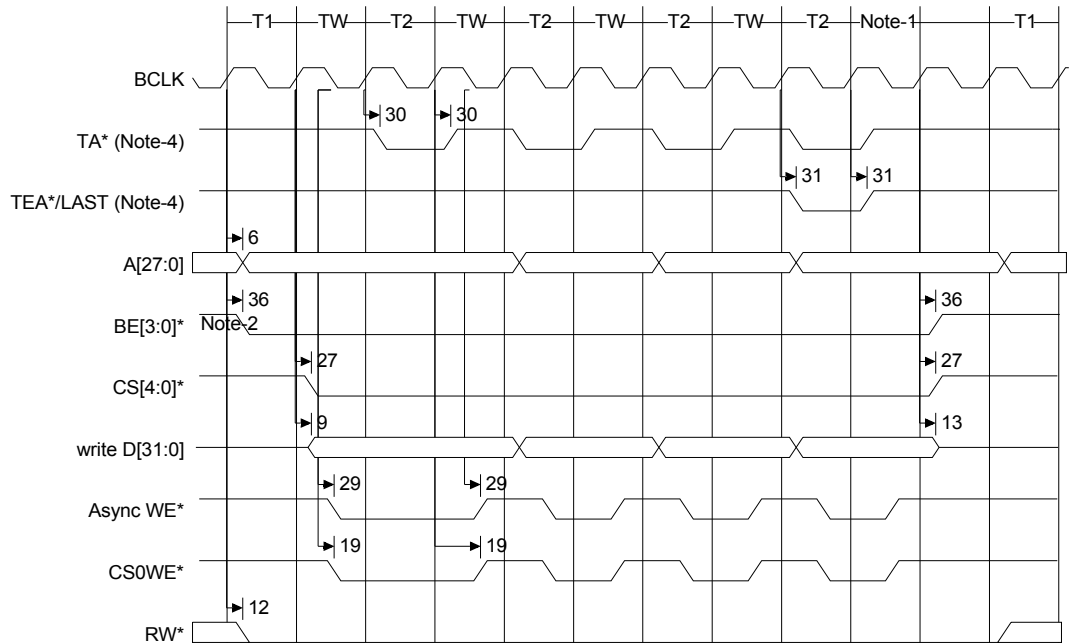 T1 TW T2 TW T2 TW T2 TW T2 Note-1 T1
BCLK
30 30
TA* (Note-4)
31 31
TEA*/LAST (Note-4)
6
A[27:0]
36 36
BE[3:0]* Note-2
27 27
CS[4:0]*
9 13
write D[31:0]
29 29
Async WE*
19 19
CS0WE*
12
RW*